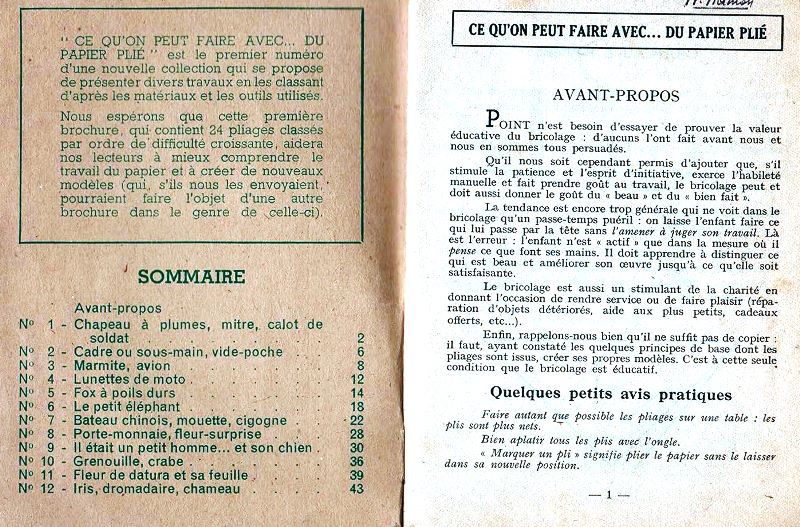 " CE QU'ON PEUT FAIRE AVEC... DU
PAPIER PLIÉ " est le premier numéro
d'une nouvelle collection qui se propose
de présenter divers travaux en les classant
d'après les matériaux et les outils utilisés.
Nous espérons que cette première
brochure, qui contient 24 pliages classés
par ordre de difficulté croissante, aidera
nos lecteurs à mieux comprendre le
travail du papier et à créer de nouveaux
modèles (qui, s'ils nous les envoyaient,
pourraient faire l'objet d'une autre
brochure dans le genre de celle-ci).
SOMMAIRE
Avant-propos
Nº 1 - Chapeau à plumes, mitre, calot de
soldat . . . . . . . . 2
Nº 2 - Cadre ou sous-main, vide-poche . 6
Nº 3 - Marmite, avion . . . . . . 8
Nº 4 - Lunettes de moto . . . . . 12
Nº 5 - Fox à poils durs . . . . . 14
Nº 6 - Le petit éléphant . . . . . 18
Nº 7 - Bateau chinois, mouette, cigogne . 22
Nº 8 - Porte-monnaie, fleur-surprise . . 28
Nº 9 - Il était un petit homme... et son chien . 30
Nº 10 - Grenouille, crabe . . . . . 36
Nº 11 - Fleur de datura et sa feuille . . 39
Nº 12 - Iris, dromadaire, chameau . . . 43
CE QU'ON PEUT FAIRE AVEC... DU PAPIER PLIÉ
AVANT-PROPOS
POINT n'est besoin d'essayer de prouver la valeur
éducative du bricolage : d'aucuns l'ont fait avant nous et
nous en sommes tous persuadés.
Qu'il nous soit cependant permis d'ajouter que, s'il
stimule la patience et l'esprit d'initiative, exerce l'habileté
manuelle et fait prendre goût au travail, le bricolage peut et
doit aussi donner le goût du « beau » et du « bien fait ».
La tendance est encore trop générale qui ne voit dans le
bricolage qu'un passe-temps puéril : on laisse l'enfant faire ce
qui lui passe par la tête sans l'amener à juger son travail. Là
est l'erreur : l'enfant n'est « actif » que dans la mesure où il
pense ce que font ses mains. Il doit apprendre à distinguer ce
qui est beau et améliorer son œuvre jusqu'à ce qu'elle soit
satisfaisante.
Le bricolage est aussi un stimulant de la charité en
donnant l'occasion de rendre service ou de faire plaisir (répa-
ration d'objets détériorés, aide aux plus petits, cadeaux
offerts, etc...).
Enfin, rappelons-nous bien qu'il ne suffit pas de copier :
il faut, ayant constaté les quelques principes de base dont les
pliages sont issus, créer ses propres modèles. C'est à cette seule
condition que le bricolage est éducatif.
Quelques petits avis pratiques
Faire autant que possible les pliages sur une table : les
plis sont plus nets.
Bien aplatir tous les plis avec l'ongle.
« Marquer un pli » signifie plier le papier sans le laisser
dans sa nouvelle position.
— 1 —